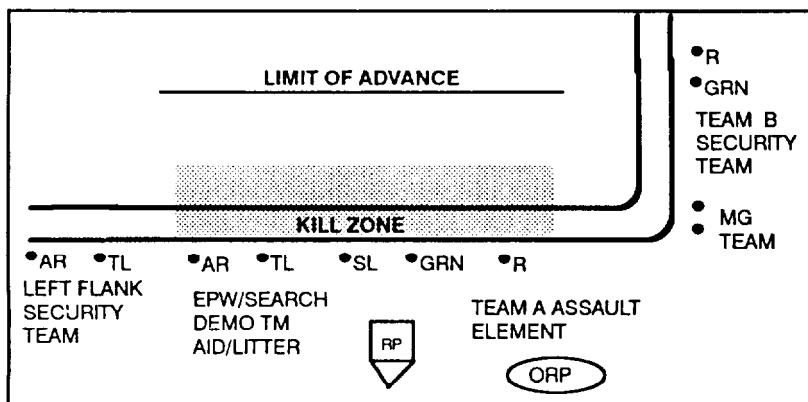 LIMIT OF ADVANCE
R
GRN
TEAM B
SECURITY
TEAM
KILL ZONE
MG
TEAM
AR
TL
AR
TL
SL
GRN
R
LEFT FLANK
SECURITY
TEAM
EPW/SEARCH
DEMO TM
AID/LITTER
RP
TEAM A ASSAULT
ELEMENT
ORP